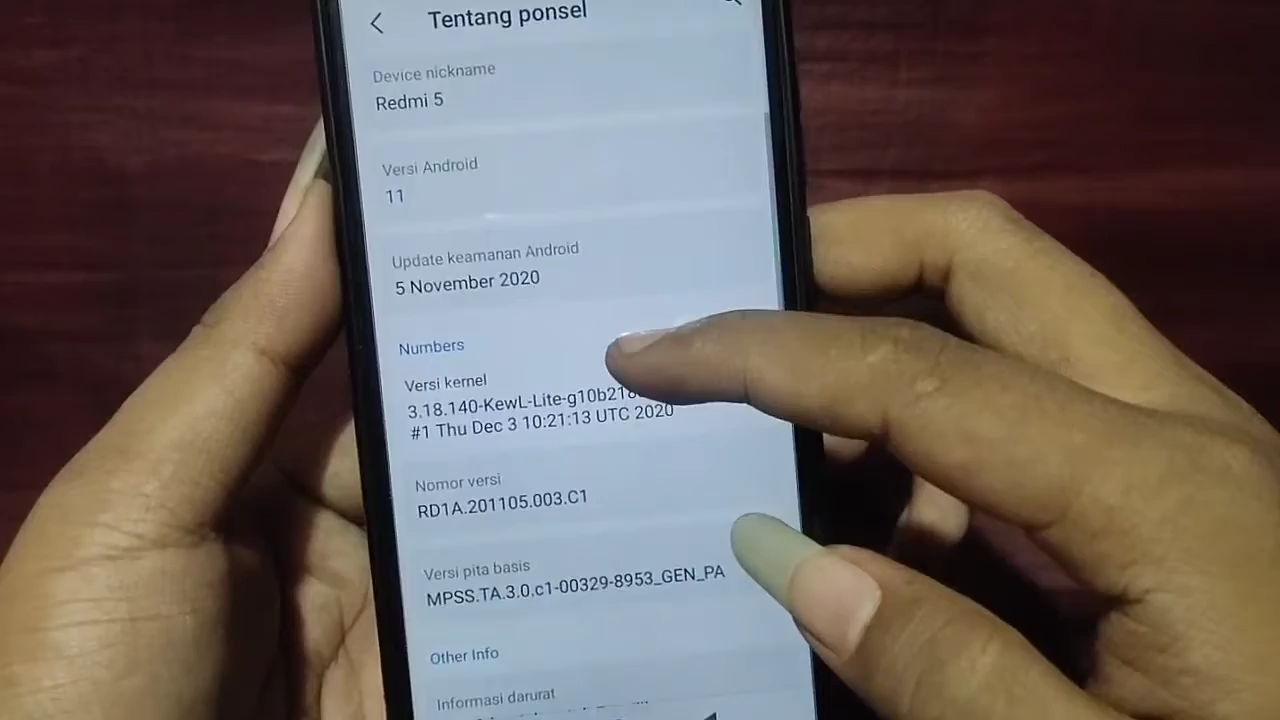 Tentang ponsel
Device nickname
Redmi 5
Versi Android
11
Update keamanan Android
5 November 2020
Numbers
Versi kernel
3.18.140-KewL-Lite-g10b218
#1 Thu Dec 3 10:21:13 UTC 2020
Nomor versi
RD1A.201105.003.C1
Versi pita basis
MPSS.TA.3.0.c1-00329-8953_GEN_PA
Other Info
Informasi darurat